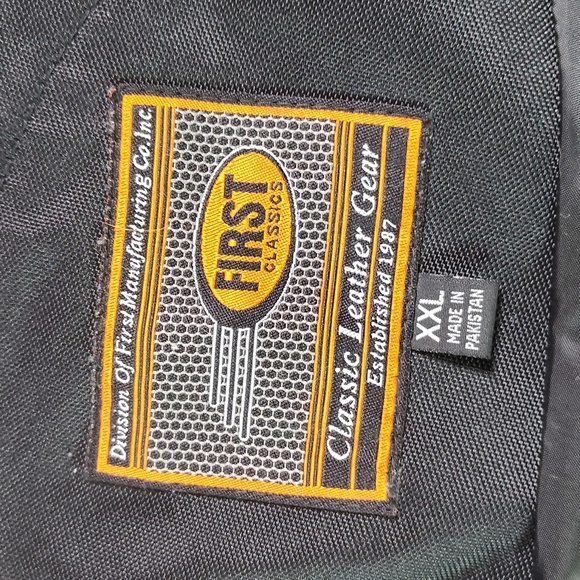 Division Of First Manufacturing Co. Inc.
FIRST
CLASSICS
Classic Leather Gear
Established 1987
XXL
MADE IN
PAKISTAN